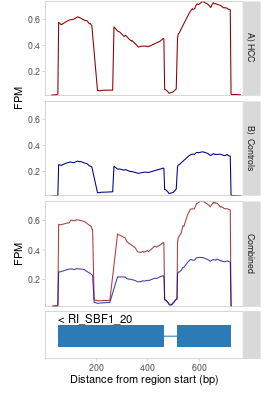 0.6
0.4
0.2
FPM
A) HCC
0.6
0.4
0.2
B) Controls
0.6
0.4
0.2
FPM
Combined
< RI_SBF1_20
200
400
600
Distance from region start (bp)